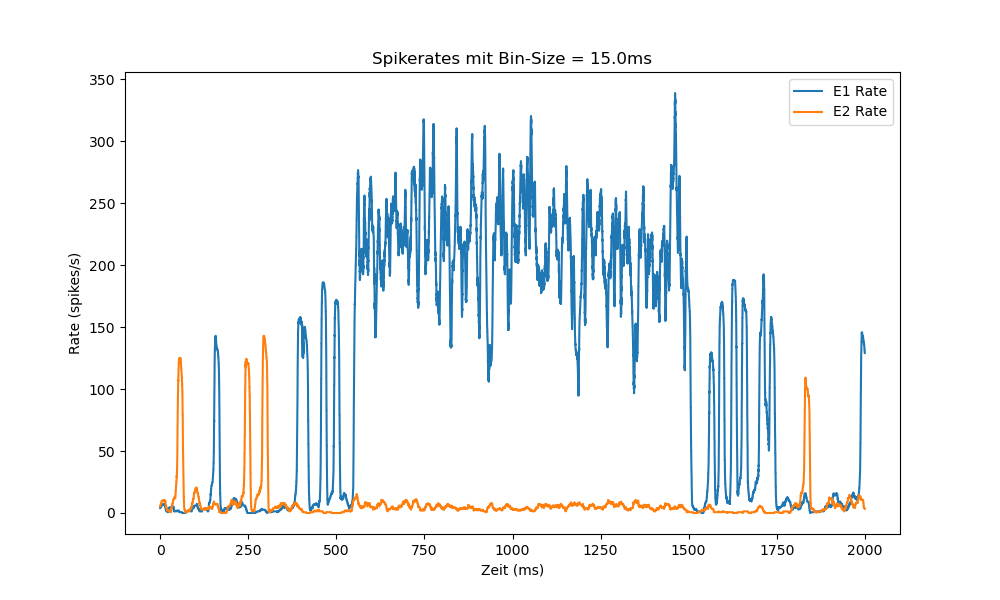 Spikerates mit Bin-Size = 15.0ms
E1 Rate
E2 Rate
Rate (spikes/s)
350
300
250
200
150
100
50
0
0 250 500 750 1000 1250 1500 1750 2000
Zeit (ms)